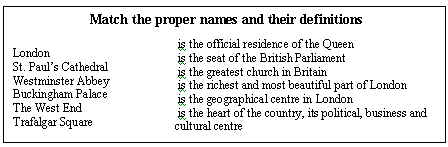 Match the proper names and their definitions
London
St. Paul's Cathedral
Westminster Abbey
Buckingham Palace
The West End
Trafalgar Square
is the official residence of the Queen
is the seat of the British Parliament
is the greatest church in Britain
is the richest and most beautiful part of London
is the geographical centre in London
is the heart of the country, its political, business and
cultural centre